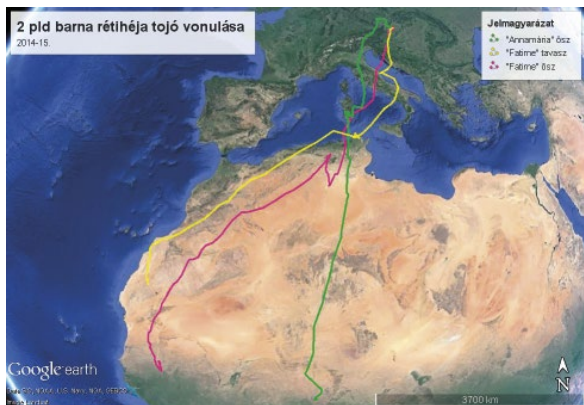 2 pld barna rétihéja tojó vonulása
2014-15.
Jelmagyarázat
"Annamária" ősz
"Fatime" tavasz
"Fatime" ősz
Google earth
N
3700 km